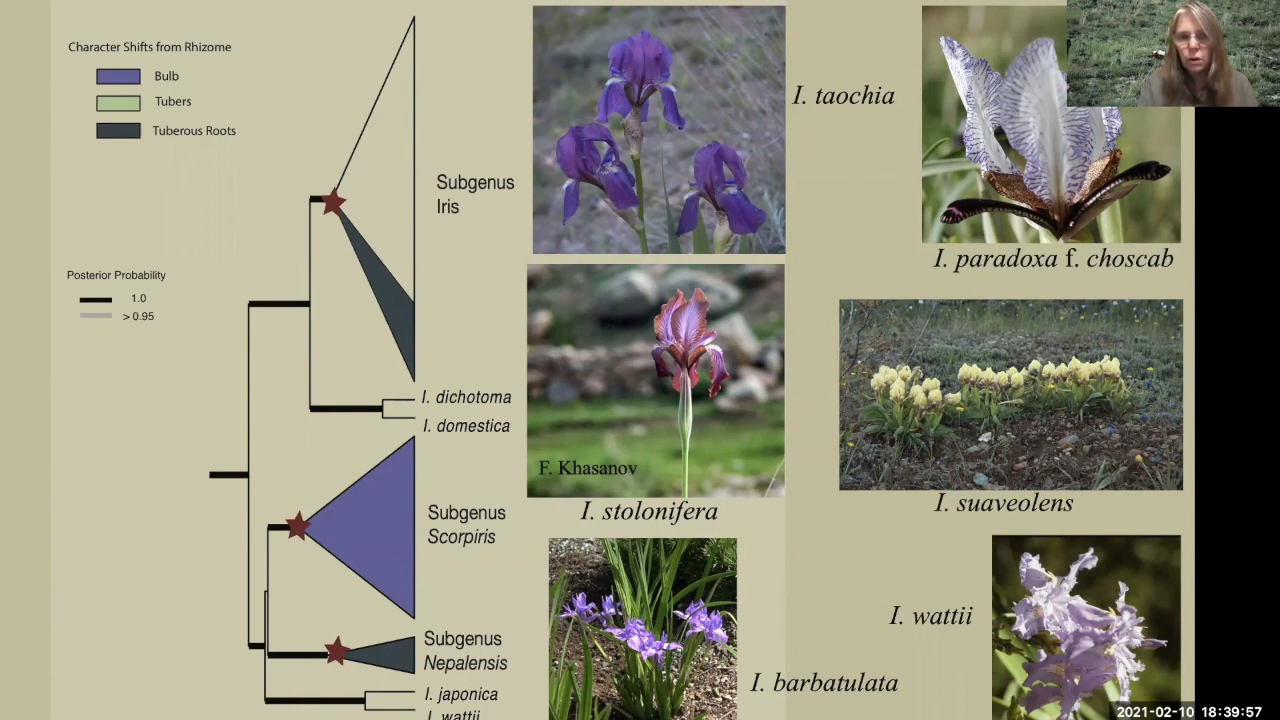 Character Shifts from Rhizome
Bulb
Tubers
Tuberous Roots
Posterior Probability
1.0
> 0.95
Subgenus
Iris
I. dichotoma
I. domestica
Subgenus
Scorpiris
Subgenus
Nepalensis
I. japonica
I. wattii
I. taochia
I. paradoxa f. choscab
F. Khasanov
I. stolonifera
I. suaveolens
I. wattii
I. barbatulata
2021-02-10 18:39:57